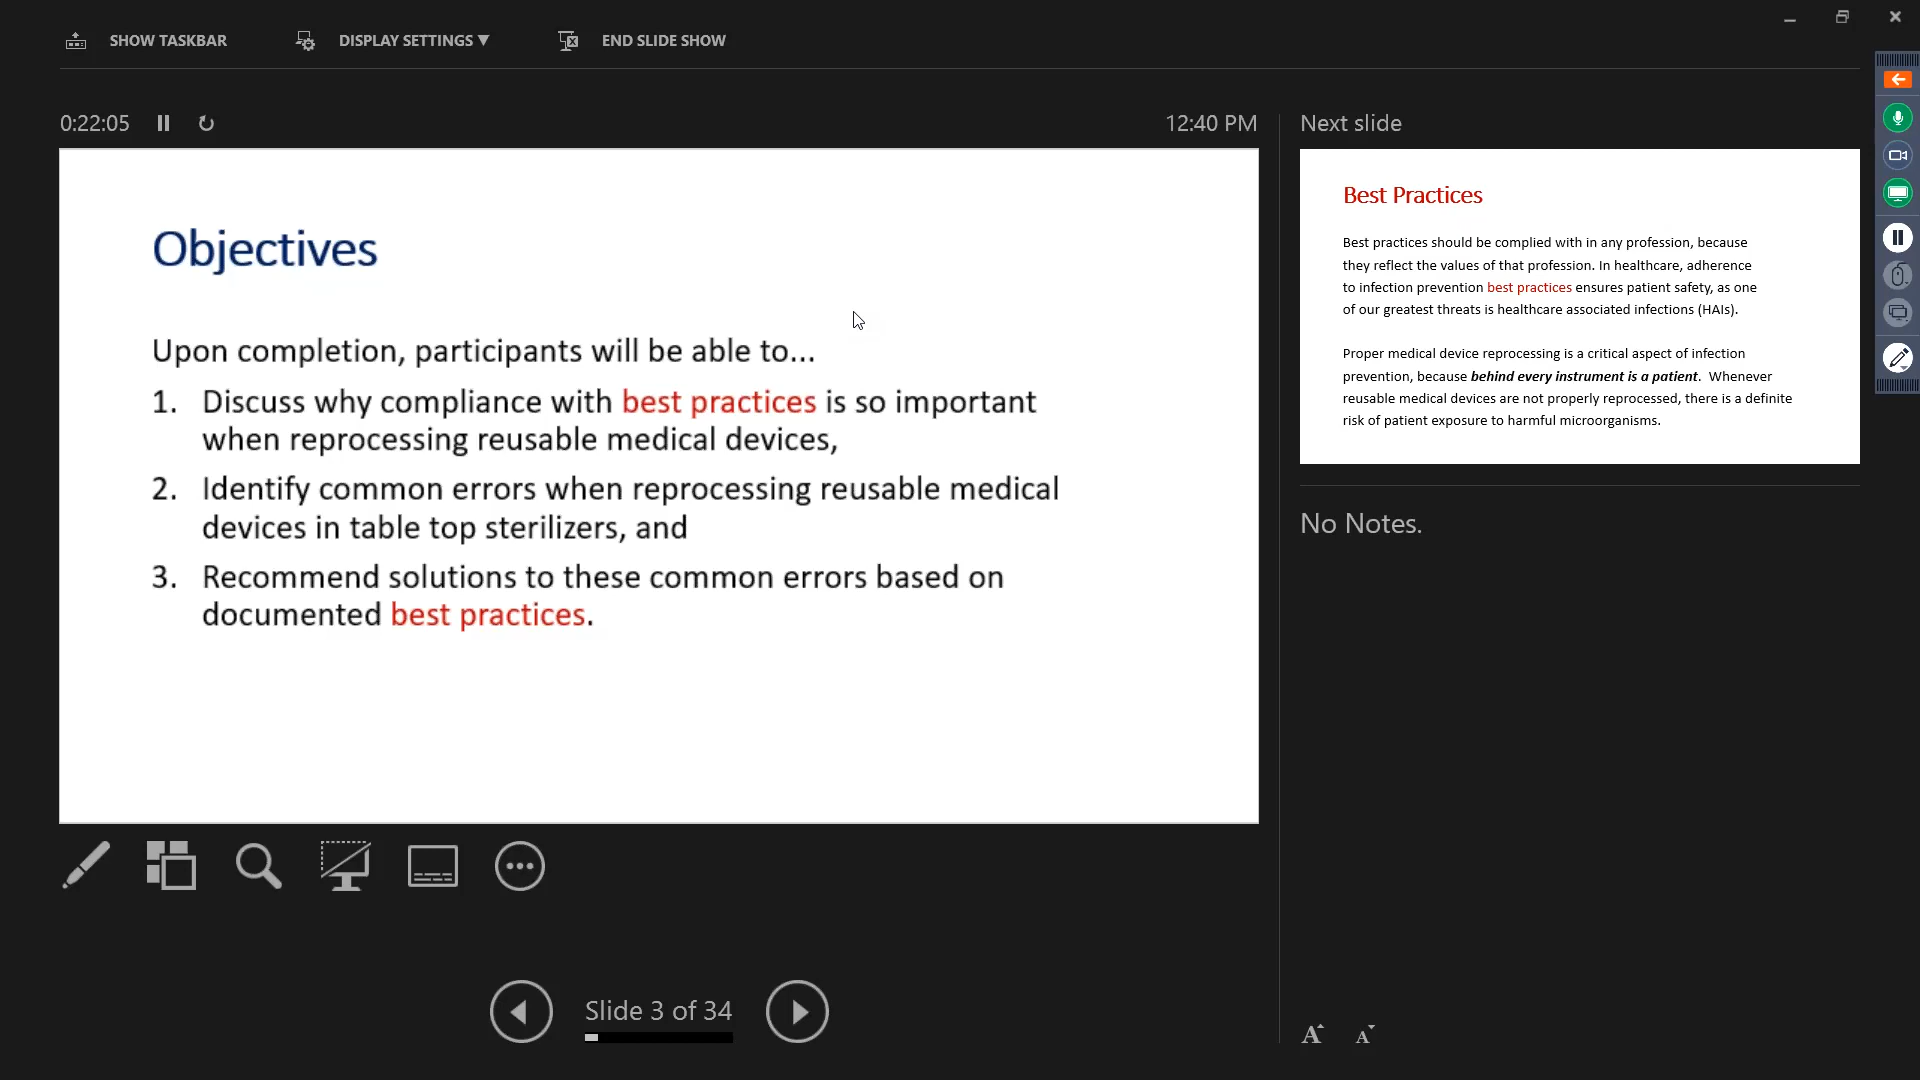 SHOW TASKBAR
DISPLAY SETTINGS ▼
END SLIDE SHOW
0:22:05
12:40 PM
Objectives
Upon completion, participants will be able to...
1. Discuss why compliance with best practices is so important
when reprocessing reusable medical devices,
2. Identify common errors when reprocessing reusable medical
devices in table top sterilizers, and
3. Recommend solutions to these common errors based on
documented best practices.
Slide 3 of 34
Next slide
Best Practices
Best practices should be complied with in any profession, because
they reflect the values of that profession. In healthcare, adherence
to infection prevention best practices ensures patient safety, as one
of our greatest threats is healthcare associated infections (HAIs).
Proper medical device reprocessing is a critical aspect of infection
prevention, because behind every instrument is a patient. Whenever
reusable medical devices are not properly reprocessed, there is a definite
risk of patient exposure to harmful microorganisms.
No Notes.
A A